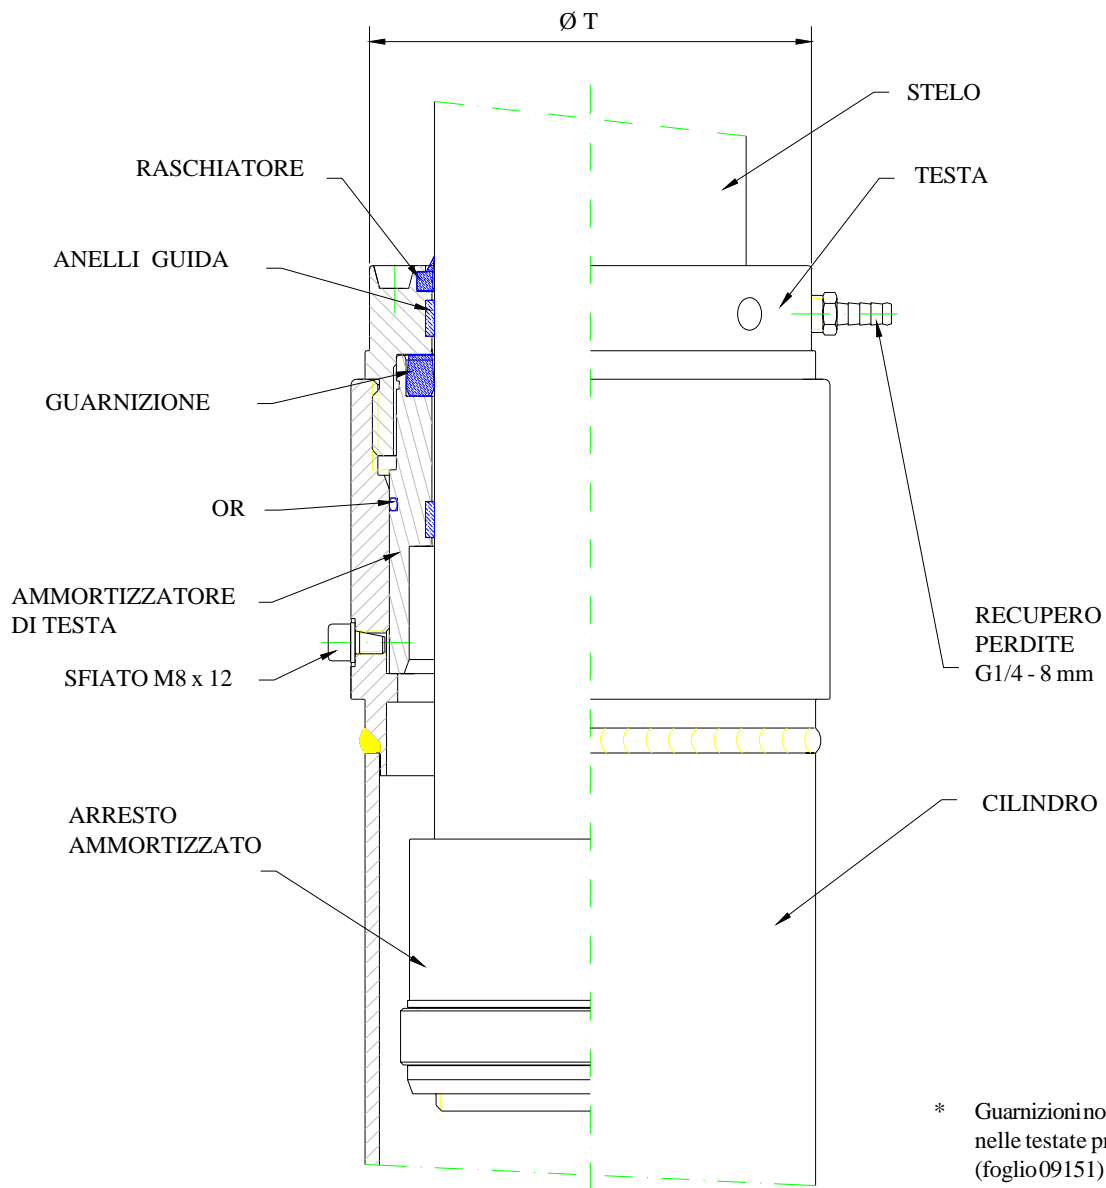 Ø T
STELO
RASCHIATORE
TESTA
ANELLI GUIDA
GUARNIZIONE
OR
AMMORTIZZATORE
DI TESTA
SFIATO M8 x 12
RECUPERO
PERDITE
G1/4 - 8 mm
ARRESTO
AMMORTIZZATO
CILINDRO
* Guarnizioni
nelle testate
(foglio 09151)